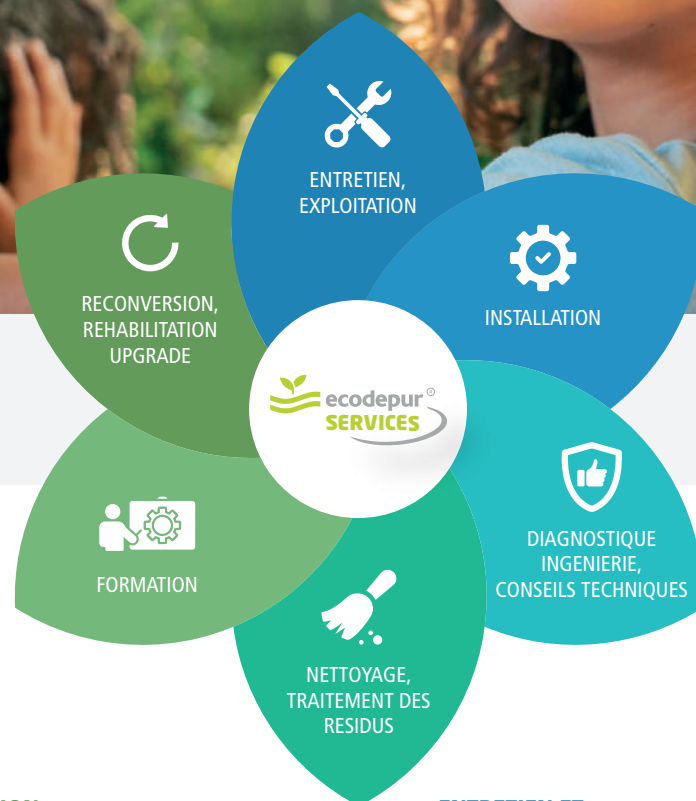 ENTRETIEN,
EXPLOITATION
INSTALLATION
RECONVERSION,
REHABILITATION
UPGRADE
ecodepur®
SERVICES
DIAGNOSTIQUE
INGENIERIE,
CONSEILS TECHNIQUES
FORMATION
NETTOYAGE,
TRAITEMENT DES
RESIDUS